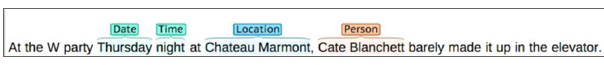 Date Time Location Person
At the W party Thursday night at Chateau Marmont, Cate Blanchett barely made it up in the elevator.